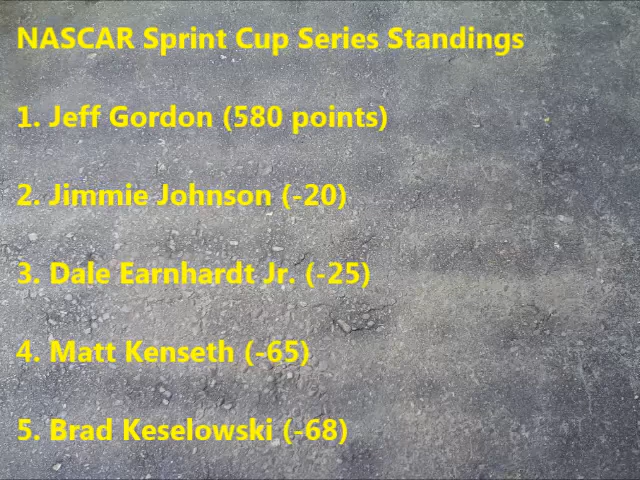 NASCAR Sprint Cup Series Standings
1. Jeff Gordon (580 points)
2. Jimmie Johnson (-20)
3. Dale Earnhardt Jr. (-25)
4. Matt Kenseth (-65)
5. Brad Keselowski (-68)